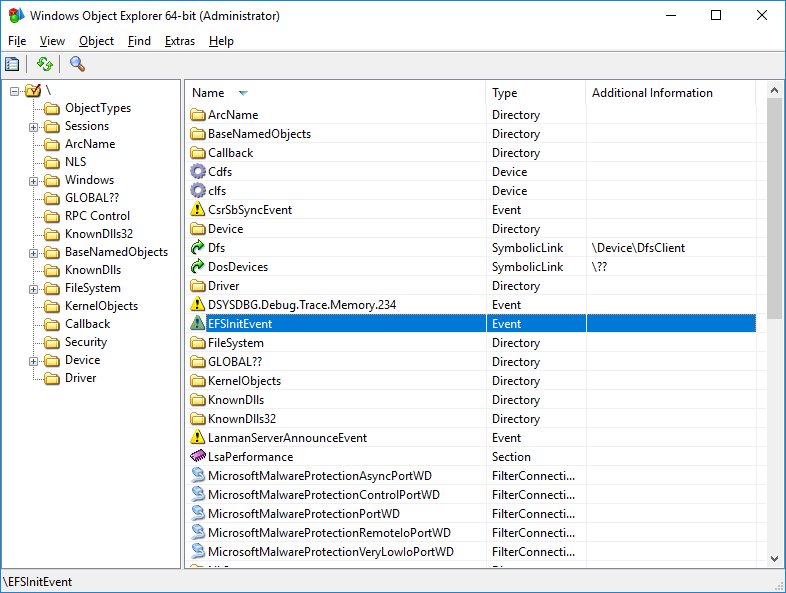 Windows Object Explorer 64-bit (Administrator)
File View Object Find Extras Help
\
ObjectTypes
Sessions
ArcName
NLS
Windows
GLOBAL??
RPC Control
KnownDlls32
BaseNamedObjects
KnownDlls
FileSystem
KernelObjects
Callback
Security
Device
Driver
Name Type Additional Information
ArcName Directory
BaseNamedObjects Directory
Callback Directory
Cdfs Device
clfs Device
CsrSbSyncEvent Event
Device Directory
Dfs SymbolicLink \Device\DfsClient
DosDevices SymbolicLink \??
Driver Directory
DSYSDBG.Debug.Trace.Memory.234 Event
EFSInitEvent Event
FileSystem Directory
GLOBAL?? Directory
KernelObjects Directory
KnownDlls Directory
KnownDlls32 Directory
LanmanServerAnnounceEvent Event
LsaPerformance Section
MicrosoftMalwareProtectionAsyncPortWD FilterConnecti...
MicrosoftMalwareProtectionControlPortWD FilterConnecti...
MicrosoftMalwareProtectionPortWD FilterConnecti...
MicrosoftMalwareProtectionRemoteIoPortWD FilterConnecti...
MicrosoftMalwareProtectionVeryLowIoPortWD FilterConnecti...
\EFSInitEvent